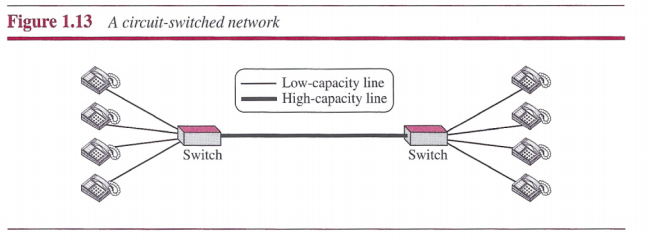 Figure 1.13 A circuit-switched network
Low-capacity line
High-capacity line
Switch
Switch